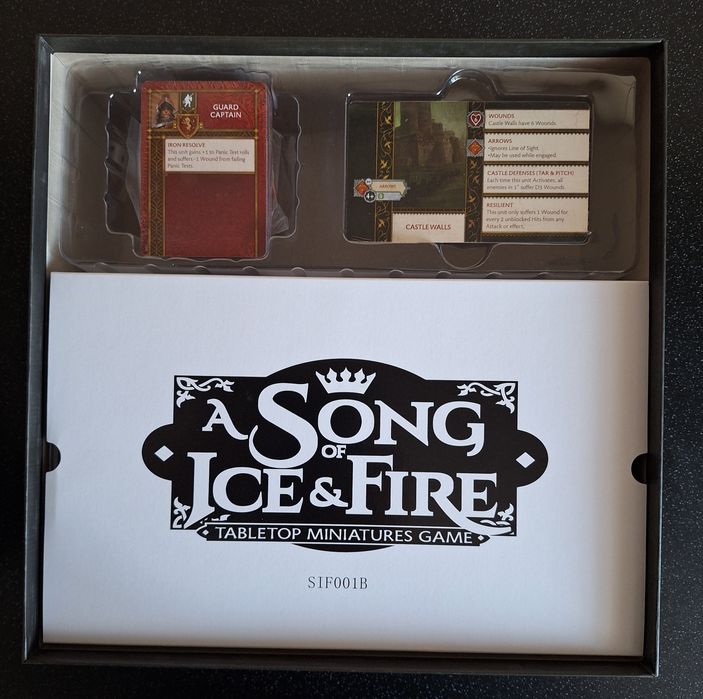 GUARD
CAPTAIN
IRON RESOLVE
This unit gains +1 to Panic Test rolls
and suffers -1 Wound from failing
Panic Tests.
ARROWS
4+
CASTLE WALLS
WOUNDS
Castle Walls have 6 Wounds.
ARROWS
•Ignores Line of Sight.
•May be used while engaged.
CASTLE DEFENSES (TAR & PITCH)
Each time this unit Activates, all
enemies in 1" suffer D3 Wounds.
RESILIENT
This unit only suffers 1 Wound for
every 2 unblocked Hits from any
Attack or effect.
A SONG
OF
ICE & FIRE
TABLETOP MINIATURES GAME
SIF001B